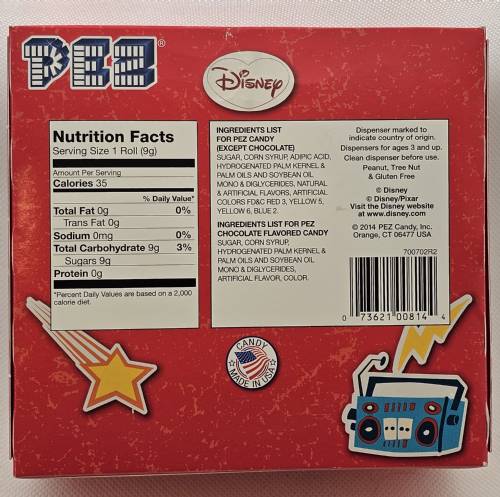 PEZ®
Disney
Nutrition Facts
Serving Size 1 Roll (9g)
Amount Per Serving
Calories 35
% Daily Value*
Total Fat 0g 0%
Trans Fat 0g
Sodium 0mg 0%
Total Carbohydrate 9g 3%
Sugars 9g
Protein 0g
*Percent Daily Values are based on a 2,000
calorie diet.
INGREDIENTS LIST
FOR PEZ CANDY
(EXCEPT CHOCOLATE)
SUGAR, CORN SYRUP, ADIPIC ACID,
HYDROGENATED PALM KERNEL &
PALM OILS AND SOYBEAN OIL
MONO & DIGLYCERIDES, NATURAL
& ARTIFICIAL FLAVORS, ARTIFICIAL
COLORS FD&C RED 3, YELLOW 5,
YELLOW 6, BLUE 2.
INGREDIENTS LIST FOR PEZ
CHOCOLATE FLAVORED CANDY
SUGAR, CORN SYRUP,
HYDROGENATED PALM KERNEL &
PALM OILS AND SOYBEAN OIL
MONO & DIGLYCERIDES,
ARTIFICIAL FLAVOR, COLOR.
Dispenser marked to
indicate country of origin.
Dispensers for ages 3 and up.
Clean dispenser before use.
Peanut, Tree Nut
& Gluten Free
© Disney
© Disney/Pixar
Visit the Disney website
at www.disney.com
© 2014 PEZ Candy, Inc.
Orange, CT 06477 USA
700702R2
0 73621 00814 4
CANDY
MADE IN USA